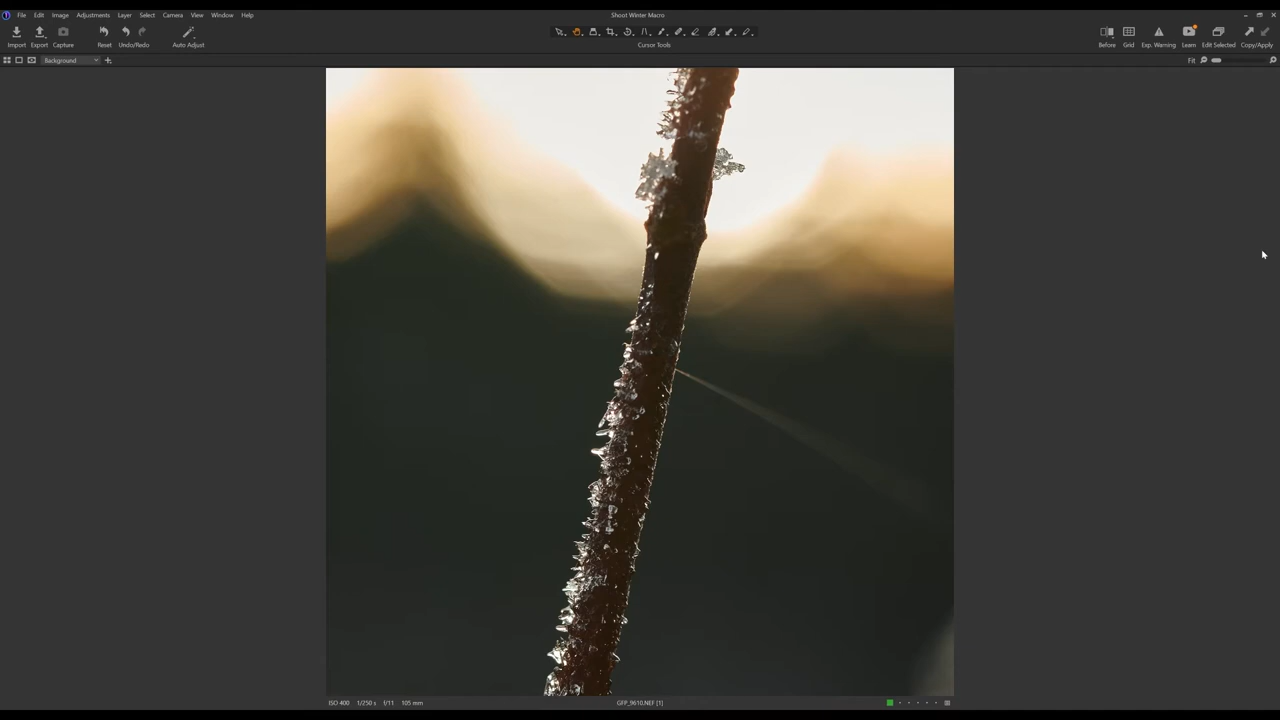 File Edit Image Adjustments Layer Select Camera View Window Help
Shoot Winter Macro
Import Export Capture Reset Undo/Redo Auto Adjust
Cursor Tools
Before Grid Exp. Warning Learn Edit Selected Copy/Apply
Background
Fit
ISO 400 1/250 s f/11 105 mm
GFP_9610.NEF [1]